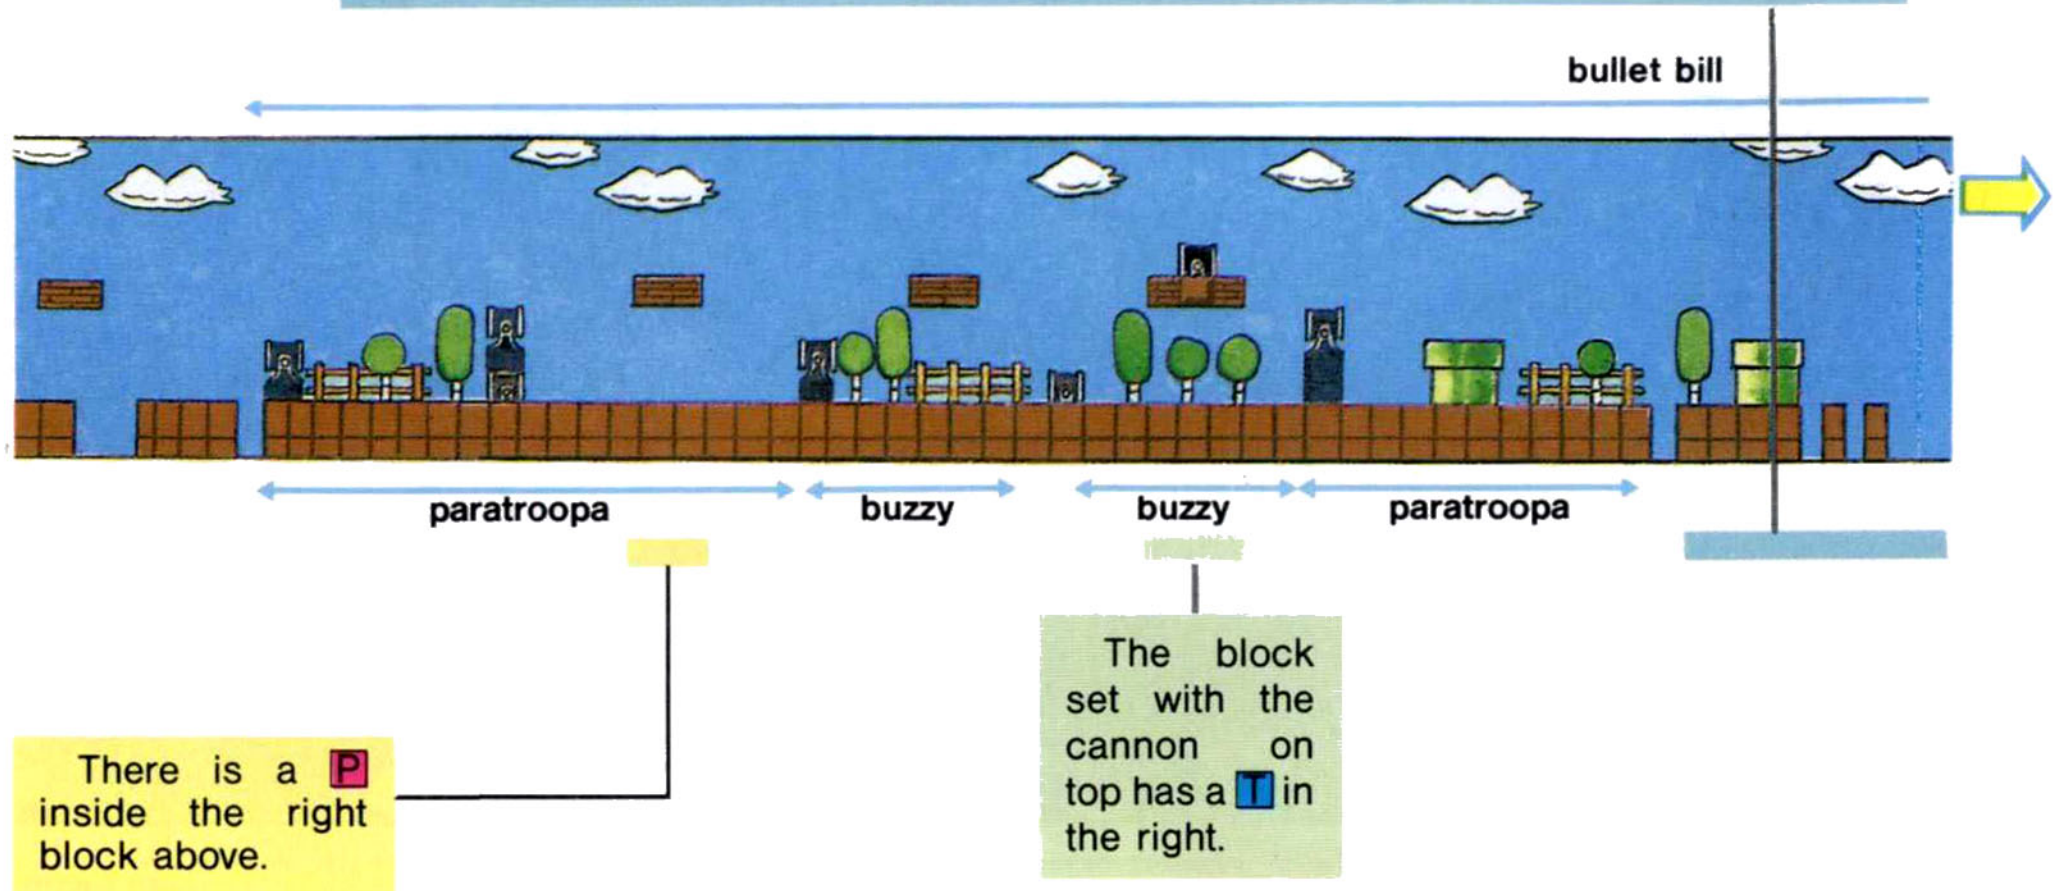 bullet bill
paratroopa
buzzy
buzzy
paratroopa
There is a P
inside the right
block above.
The block
set with the
cannon on
top has a T in
the right.